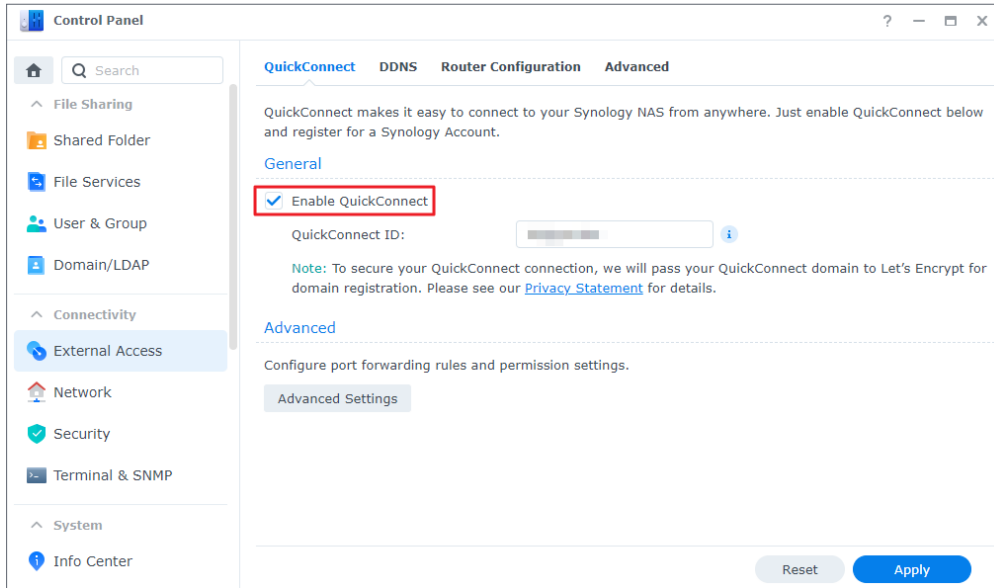 Control Panel
Search
File Sharing
Shared Folder
File Services
User & Group
Domain/LDAP
Connectivity
External Access
Network
Security
Terminal & SNMP
System
Info Center
QuickConnect DDNS Router Configuration Advanced
QuickConnect makes it easy to connect to your Synology NAS from anywhere. Just enable QuickConnect below
and register for a Synology Account.
General
Enable QuickConnect
QuickConnect ID:
Note: To secure your QuickConnect connection, we will pass your QuickConnect domain to Let's Encrypt for
domain registration. Please see our Privacy Statement for details.
Advanced
Configure port forwarding rules and permission settings.
Advanced Settings
Reset Apply